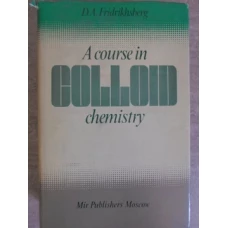 D.A. Fridrikhsberg
A course in
COLLOID
chemistry
Mir Publishers Moscow